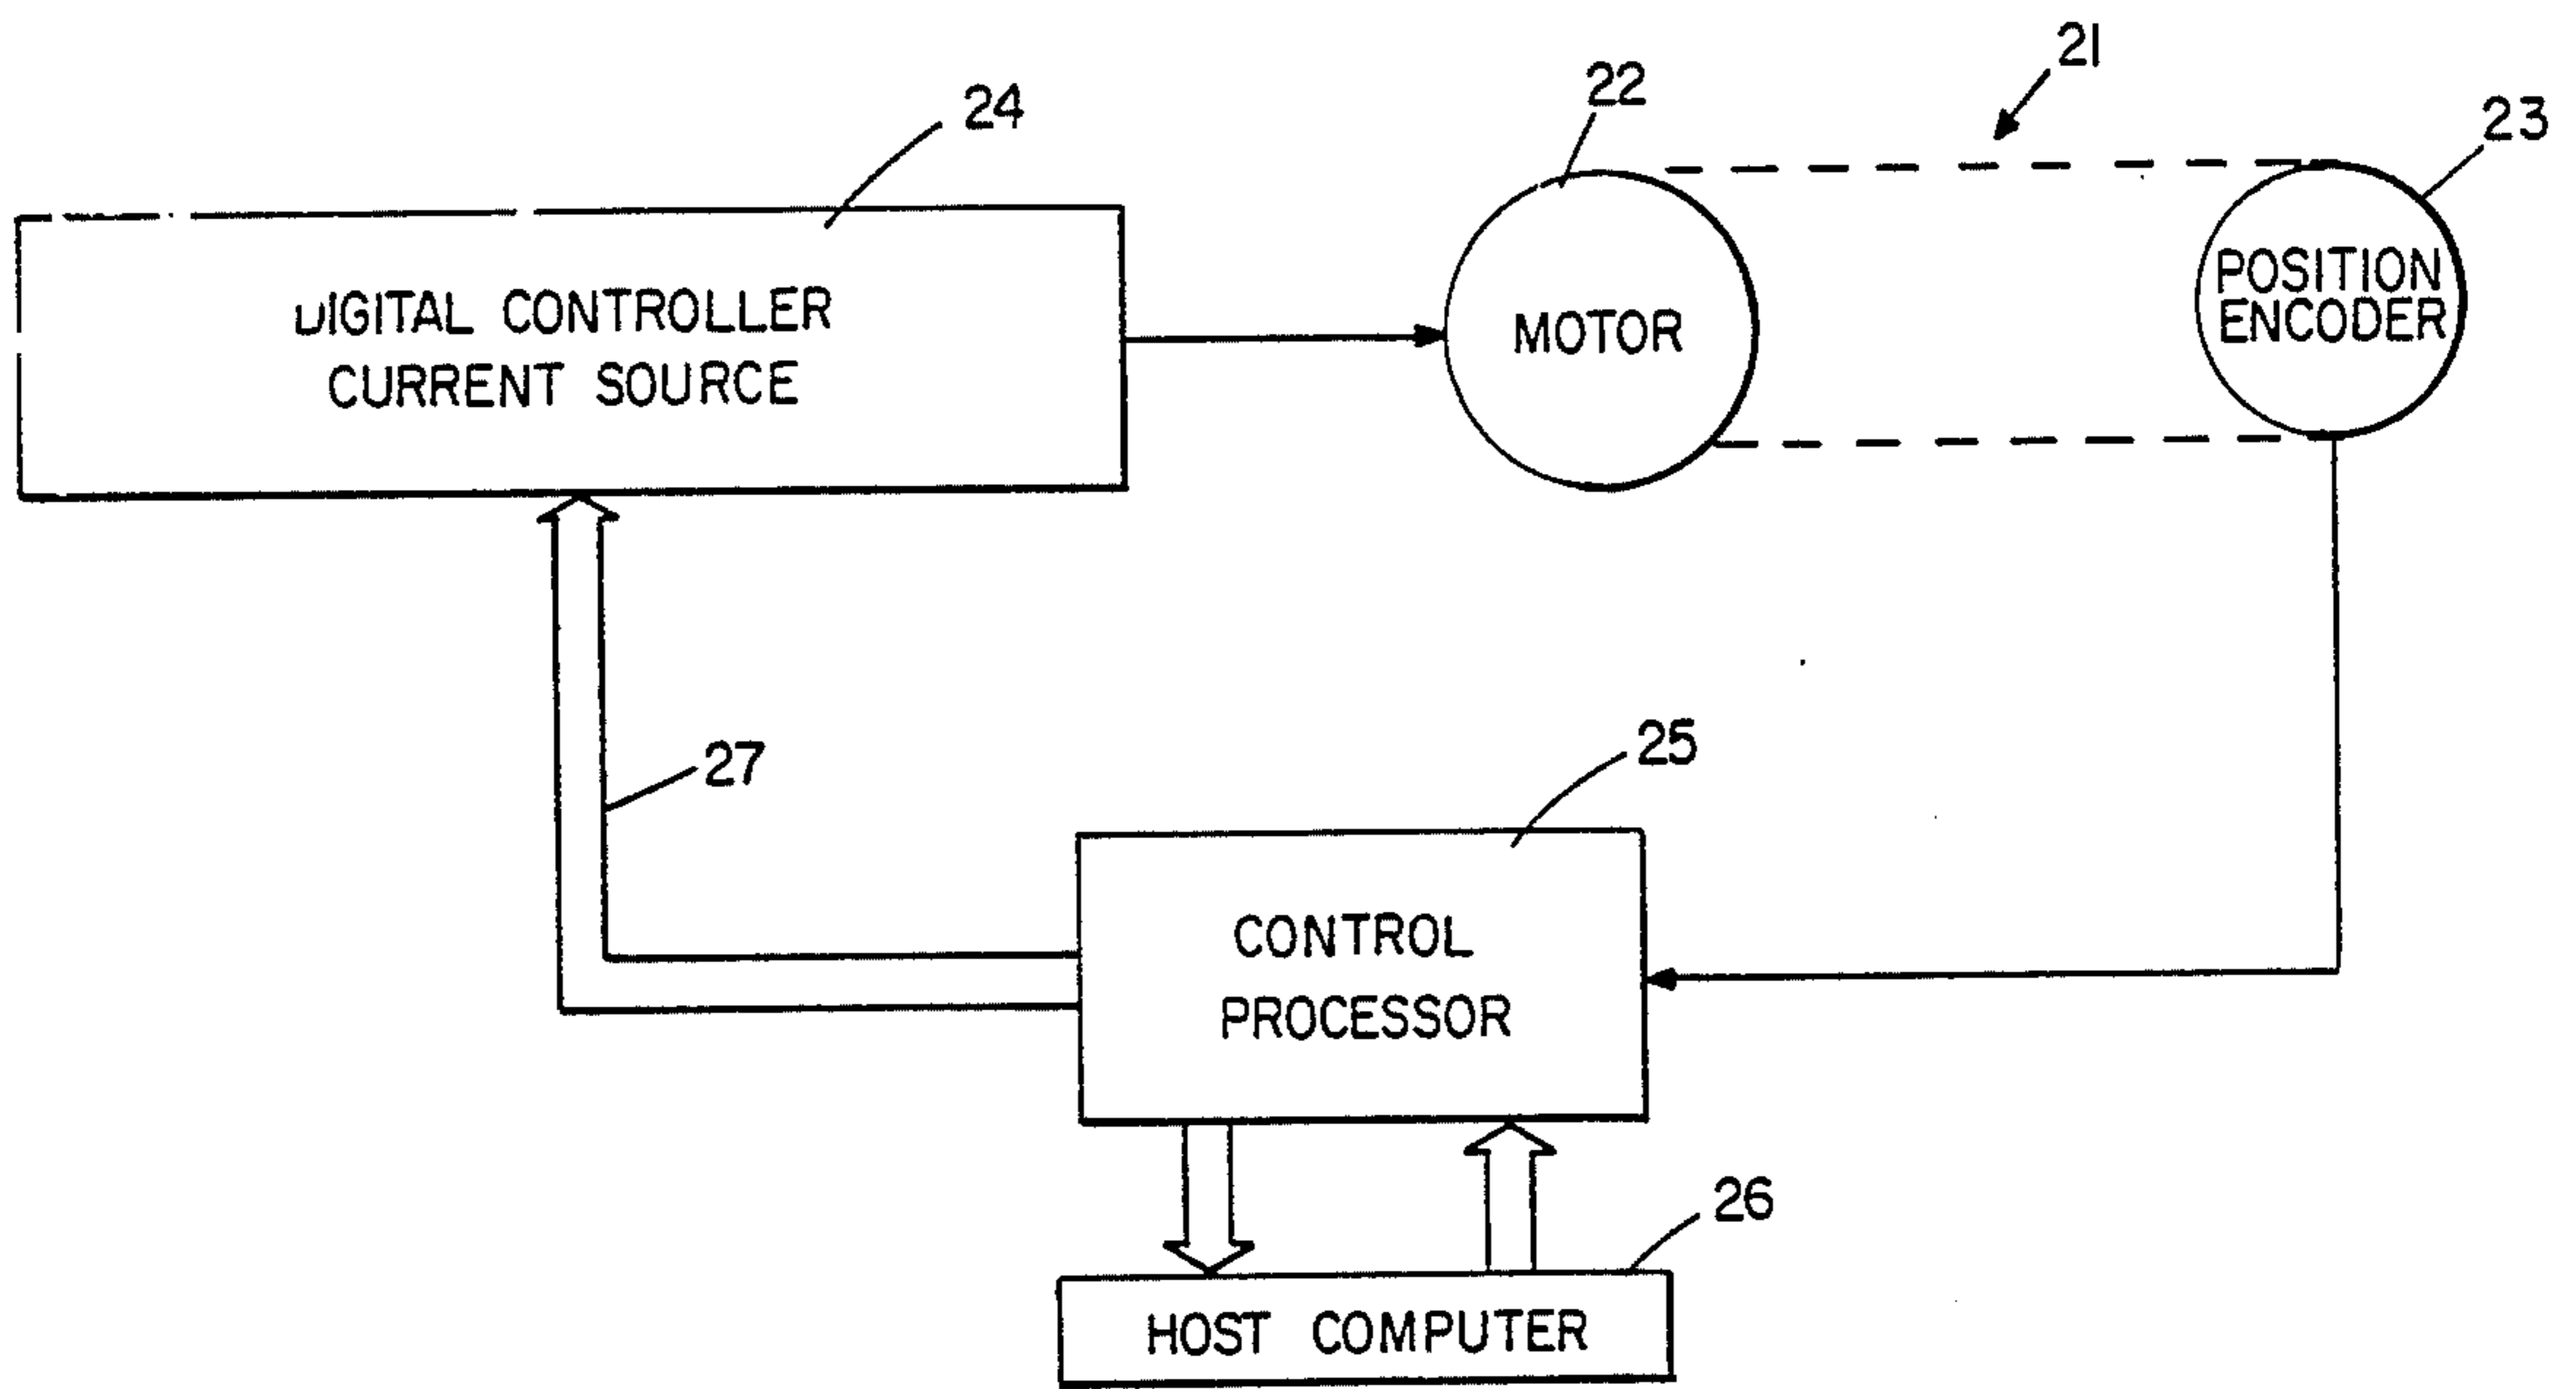 21
22
24
23
DIGITAL CONTROLLER
CURRENT SOURCE
MOTOR
POSITION
ENCODER
27
25
CONTROL
PROCESSOR
26
HOST COMPUTER